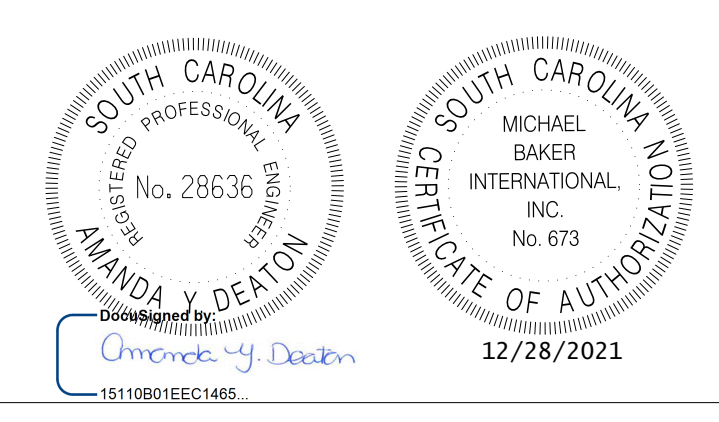 SOUTH CAROLINA
REGISTERED PROFESSIONAL ENGINEER
No. 28636
AMANDA Y DEATON
DocuSigned by:
Amanda Y. Deaton
15110B01EEC1465...
SOUTH CAROLINA
CERTIFICATE OF AUTHORIZATION
MICHAEL
BAKER
INTERNATIONAL,
INC.
No. 673
12/28/2021